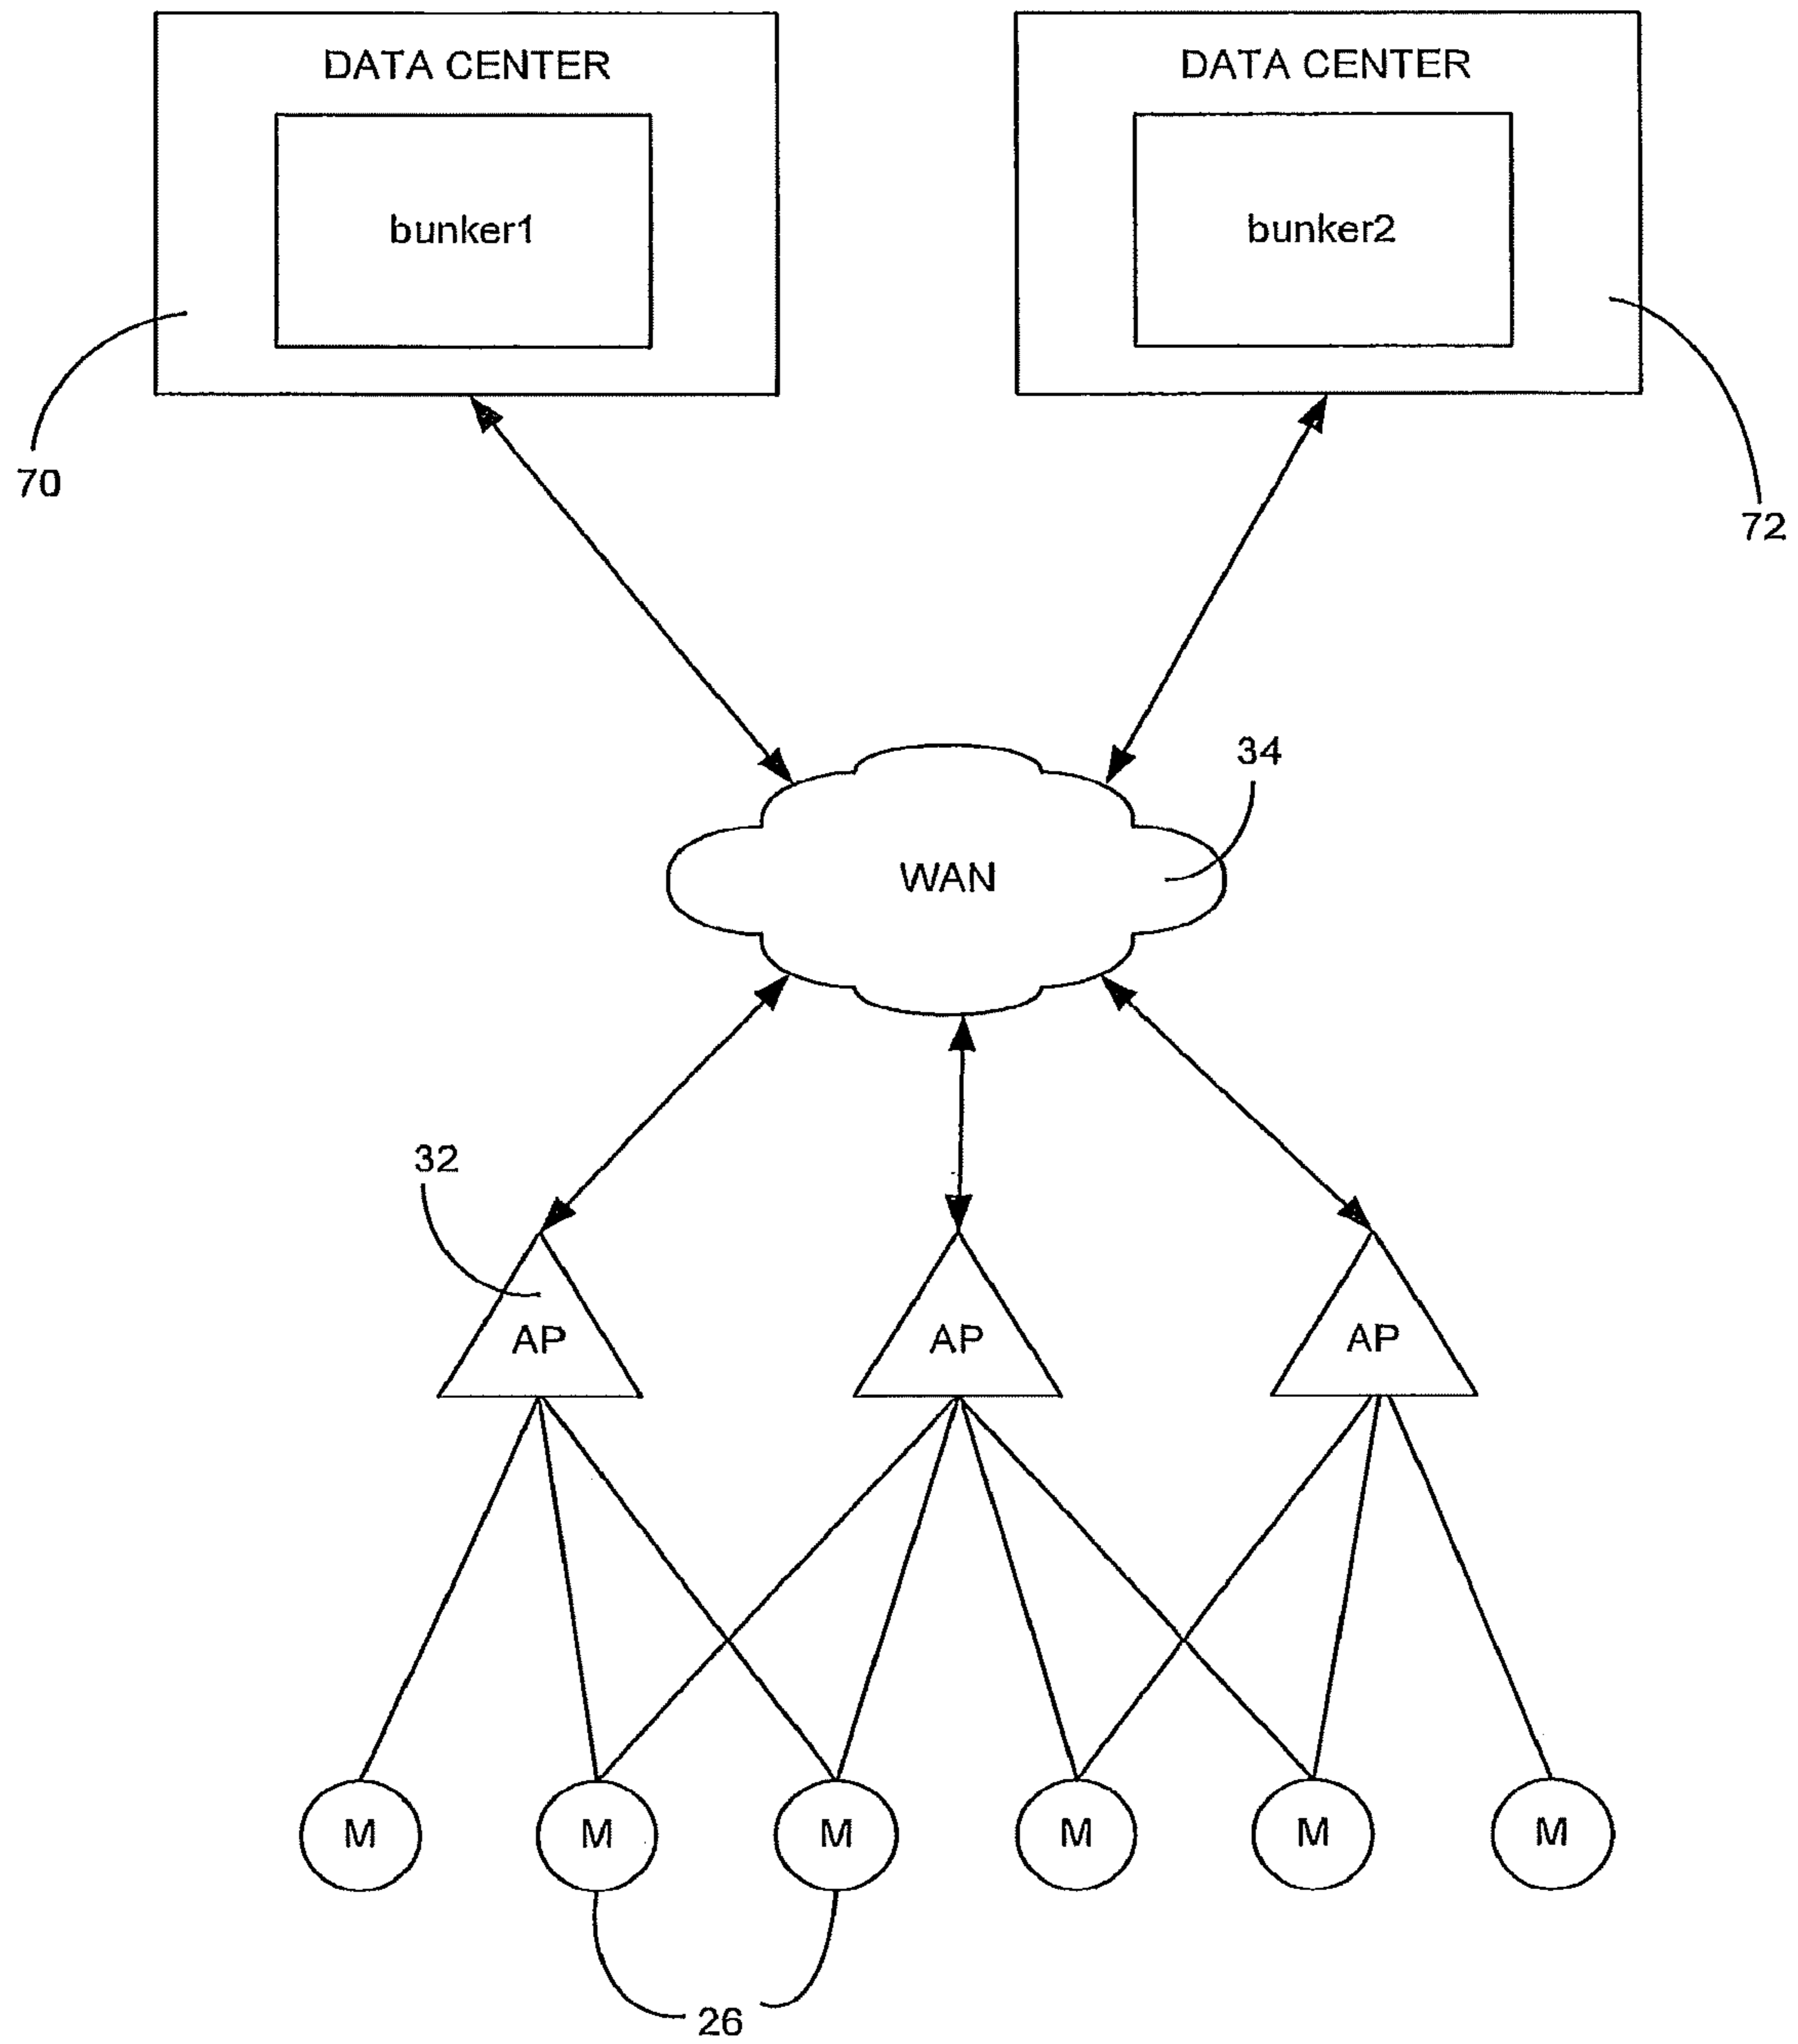 DATA CENTER
DATA CENTER
bunker1
bunker2
70
72
34
WAN
32
AP
AP
AP
M
M
M
M
M
M
26